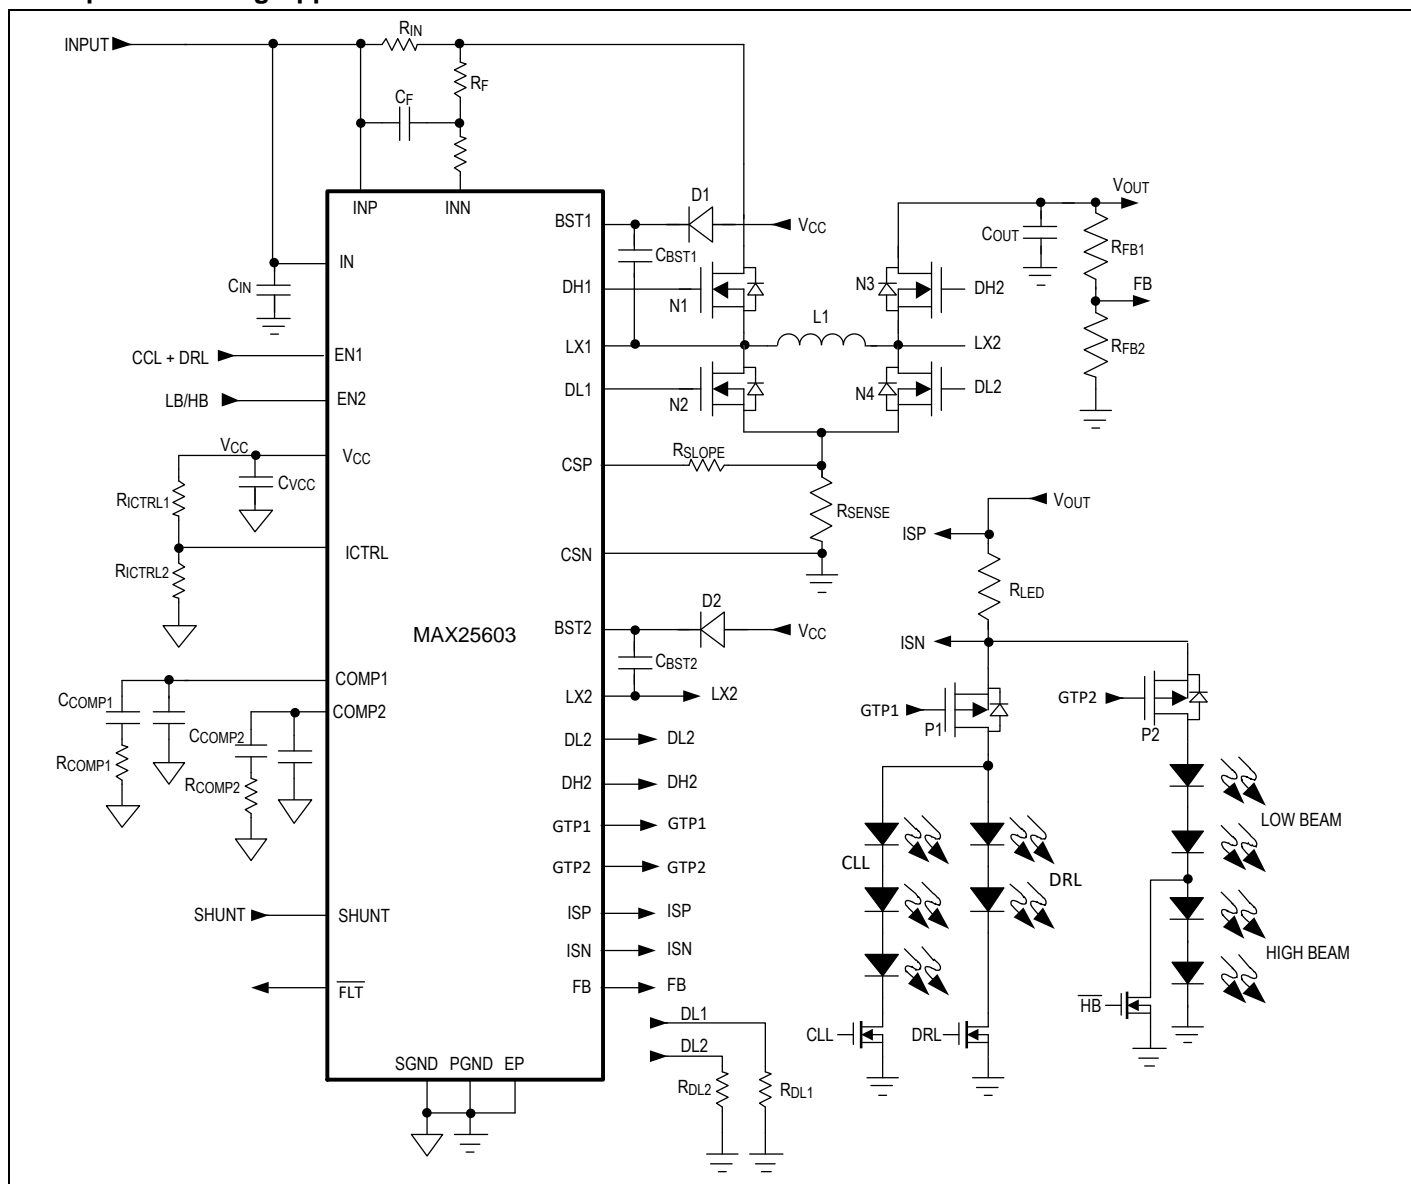 INPUT
RIN
RF
CF
INP
INN
IN
CIN
CCL + DRL
EN1
LB/HB
EN2
VCC
VCC
CVCC
RICTRL1
ICTRL
RICTRL2
MAX25603
COMP1
CCOMP1
COMP2
CCOMP2
RCOMP1
RCOMP2
SHUNT
SHUNT
FLT
SGND
PGND
EP
BST1
D1
VCC
CBST1
DH1
N1
LX1
L1
DL1
N2
N3
DH2
LX2
N4
DL2
COUT
VOUT
RFB1
FB
RFB2
CSP
RSLOPE
RSENSE
CSN
BST2
D2
VCC
CBST2
LX2
LX2
DL2
DL2
DH2
DH2
GTP1
GTP1
GTP2
GTP2
ISP
ISP
ISN
ISN
FB
FB
DL1
DL2
RDL2
RDL1
VOUT
ISP
RLED
ISN
GTP1
P1
GTP2
P2
LOW BEAM
CLL
DRL
HIGH BEAM
HB
CLL
DRL